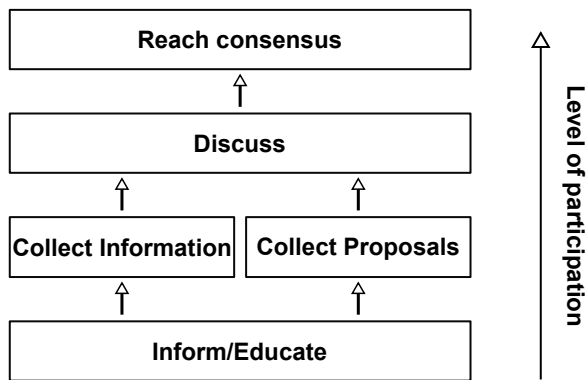 Reach consensus
Discuss
Collect Information
Collect Proposals
Inform/Educate
Level of participation